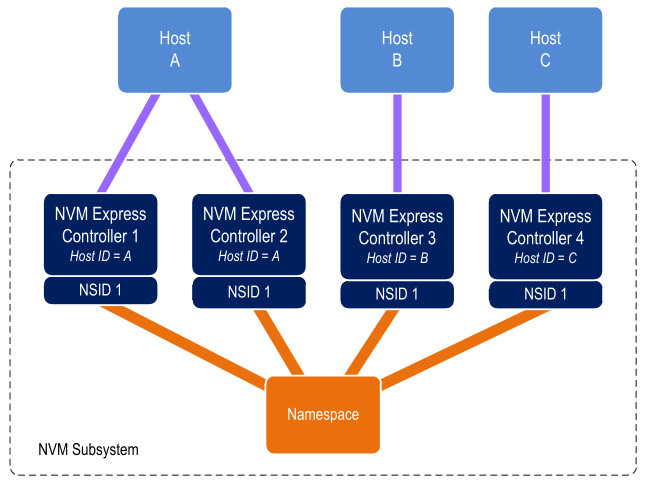 Host
A
Host
B
Host
C
NVM Express
Controller 1
Host ID = A
NSID 1
NVM Express
Controller 2
Host ID = A
NSID 1
NVM Express
Controller 3
Host ID = B
NSID 1
NVM Express
Controller 4
Host ID = C
NSID 1
Namespace
NVM Subsystem